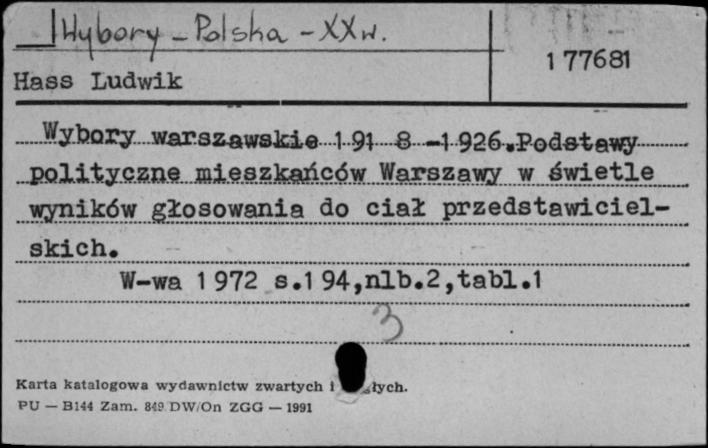 Wybory - Polska - XX w.
177681
Hass Ludwik
Wybory warszawskie 1918-1926.Podstawy
polityczne mieszkańców Warszawy w świetle
wyników głosowania do ciał przedstawiciel-
skich.
W-wa 1972 s.194,nlb.2,tabl.1
3
Karta katalogowa wydawnictw zwartych i łych.
PU — B144 Zam. 849 DW/On ZGG — 1991